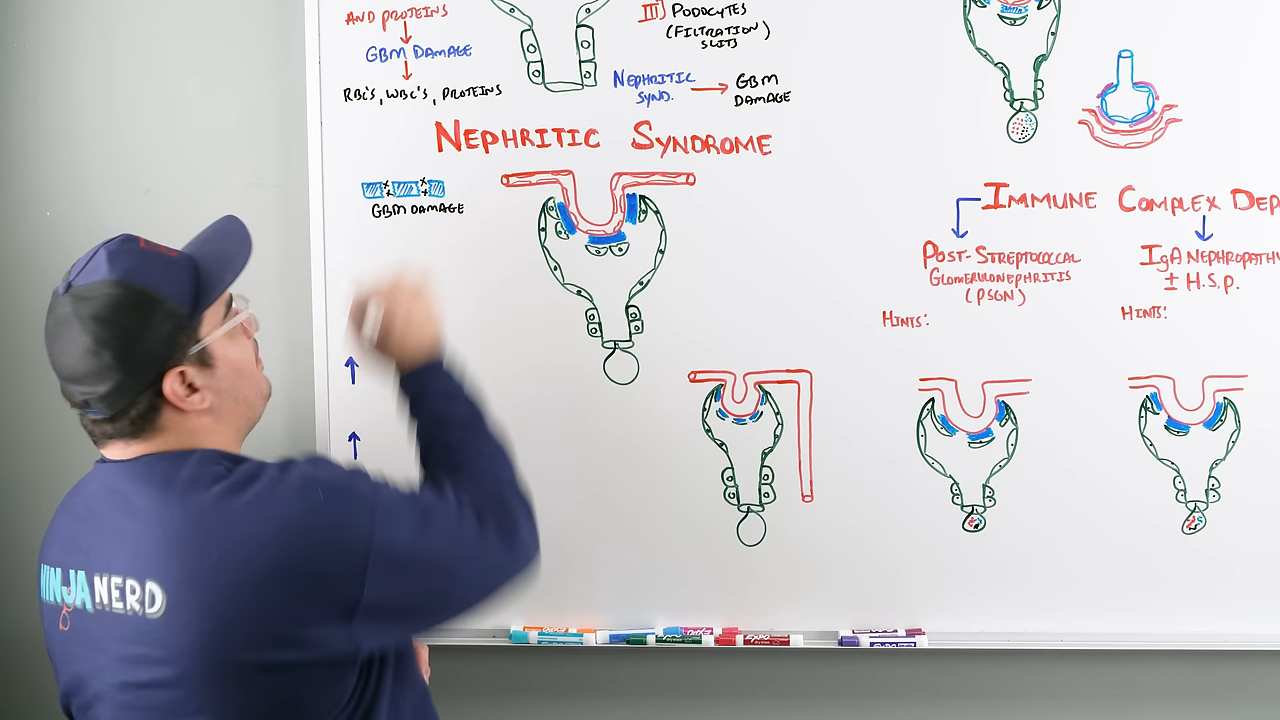 AND PROTEINS
GBM DAMAGE
RBC'S, WBC'S, PROTEINS
III) PODOCYTES
(FILTRATION)
SLITS
NEPHRITIC
SYND.
GBM
DAMAGE
NEPHRITIC SYNDROME
GBM DAMAGE
IMMUNE COMPLEX DEP
POST-STREPTOCOCCAL
GLOMERULONEPHRITIS
(PSGN)
HINTS:
IgA NEPHROPATHY
± H.S.P.
HINTS:
NINJA NERD
EXPO